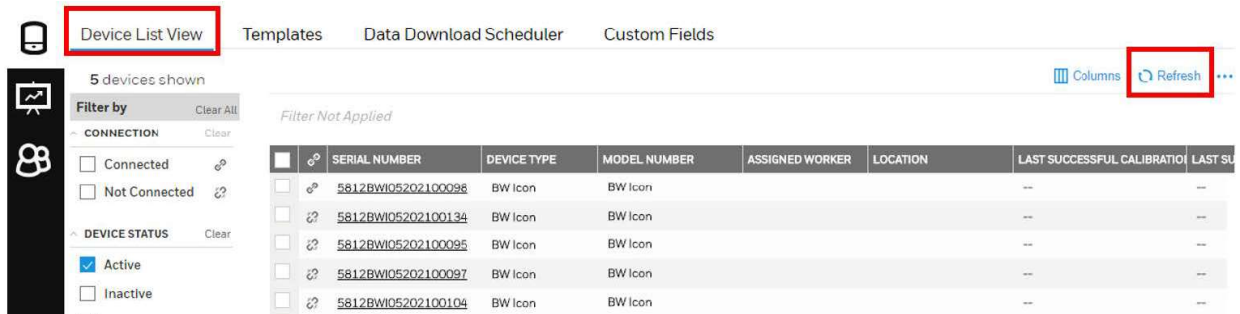 Device List View Templates Data Download Scheduler Custom Fields
5 devices shown
Columns Refresh ...
Filter by Clear All
Filter Not Applied
CONNECTION Clear
Connected
Not Connected
DEVICE STATUS Clear
Active
Inactive
SERIAL NUMBER DEVICE TYPE MODEL NUMBER ASSIGNED WORKER LOCATION LAST SUCCESSFUL CALIBRATIO LAST SU
5812BWI05202100098 BW Icon BW Icon -- --
5812BWI05202100134 BW Icon BW Icon -- --
5812BWI05202100095 BW Icon BW Icon -- --
5812BWI05202100097 BW Icon BW Icon -- --
5812BWI05202100104 BW Icon BW Icon -- --